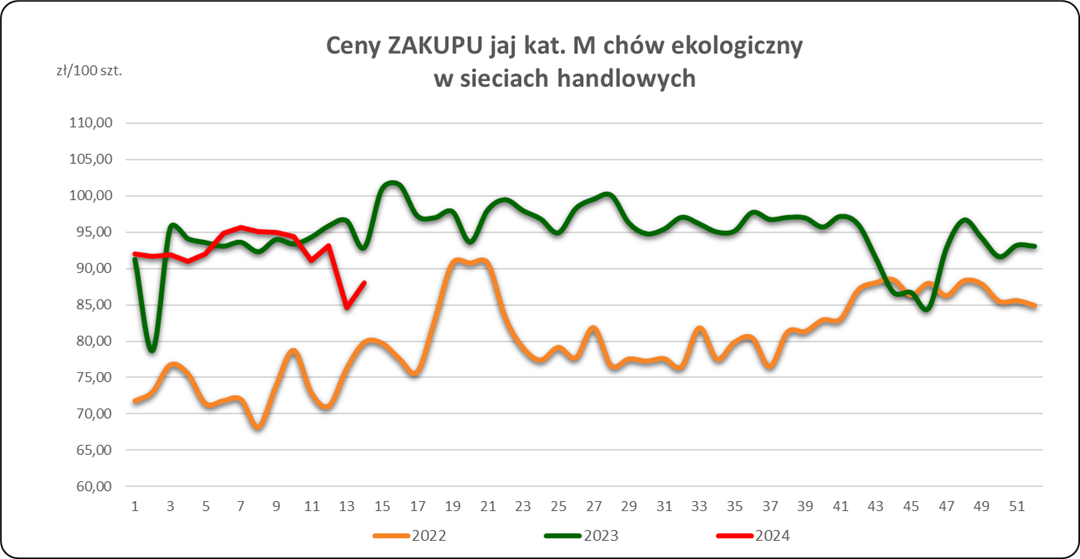 Ceny ZAKUPU jaj kat. M chów ekologiczny
w sieciach handlowych
zł/100 szt.
110,00
105,00
100,00
95,00
90,00
85,00
80,00
75,00
70,00
65,00
60,00
1 3 5 7 9 11 13 15 17 19 21 23 25 27 29 31 33 35 37 39 41 43 45 47 49 51
2022 2023 2024